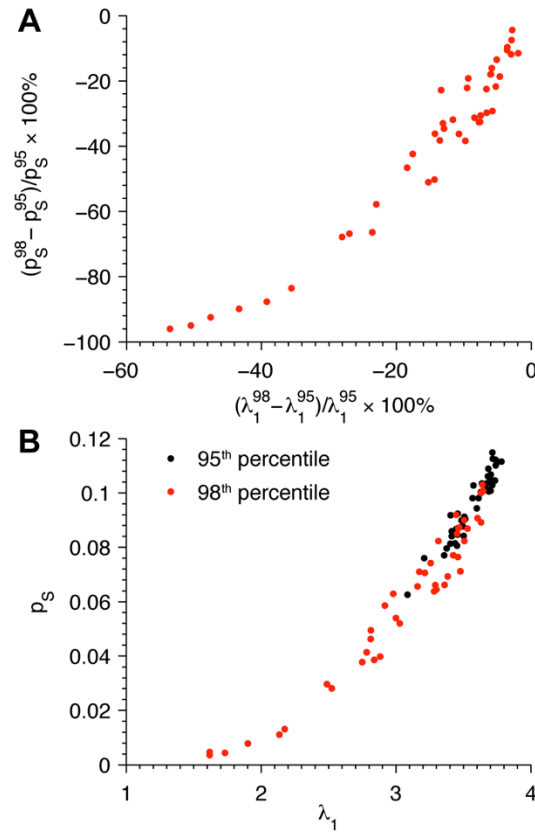 A
0
−20
−40
−60
−80
−100
(p_S^98 − p_S^95)/p_S^95 × 100%
−60
−40
−20
0
(λ_1^98 − λ_1^95)/λ_1^95 × 100%
B
0.12
0.1
0.08
0.06
0.04
0.02
0
p_S
95th percentile
98th percentile
1
2
3
4
λ_1